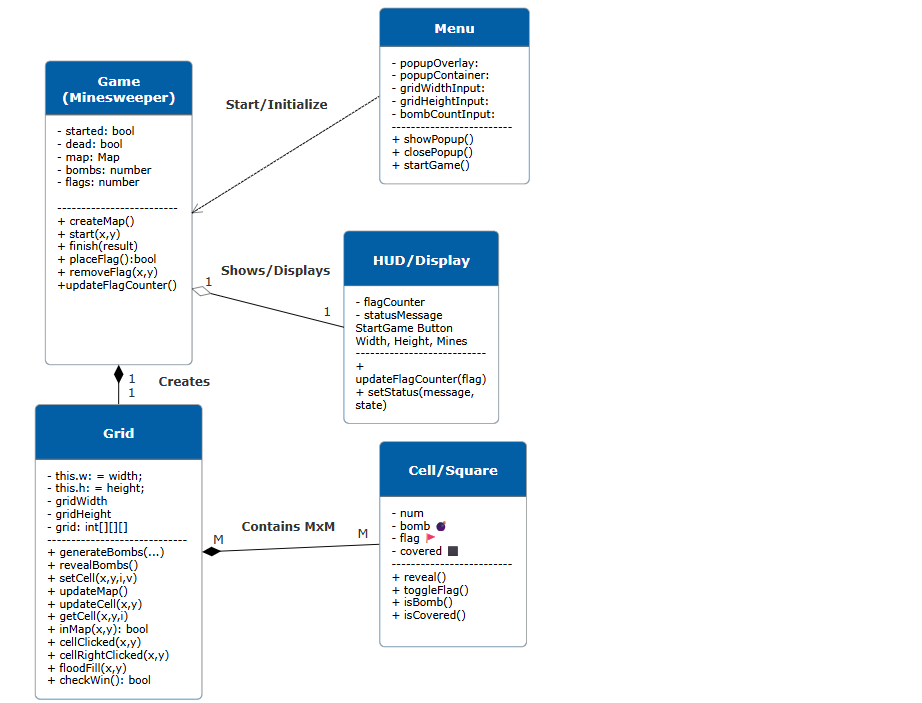 Menu
- popupOverlay:
- popupContainer:
- gridWidthInput:
- gridHeightInput:
- bombCountInput:
-------------------------
+ showPopup()
+ closePopup()
+ startGame()
Game
(Minesweeper)
- started: bool
- dead: bool
- map: Map
- bombs: number
- flags: number
-------------------------
+ createMap()
+ start(x,y)
+ finish(result)
+ placeFlag():bool
+ removeFlag(x,y)
+updateFlagCounter()
Start/Initialize
Shows/Displays
1
1
HUD/Display
- flagCounter
- statusMessage
StartGame Button
Width, Height, Mines
---------------------------
+
updateFlagCounter(flag)
+ setStatus(message,
state)
1
1
Creates
Grid
- this.w: = width;
- this.h: = height;
- gridWidth
- gridHeight
- grid: int[][][]
-----------------------------
+ generateBombs(...)
+ revealBombs()
+ setCell(x,y,i,v)
+ updateMap()
+ updateCell(x,y)
+ getCell(x,y,i)
+ inMap(x,y): bool
+ cellClicked(x,y)
+ cellRightClicked(x,y)
+ floodFill(x,y)
+ checkWin(): bool
Contains MxM
M
M
Cell/Square
- num
- bomb 💣
- flag 🚩
- covered ⬛
-------------------------
+ reveal()
+ toggleFlag()
+ isBomb()
+ isCovered()